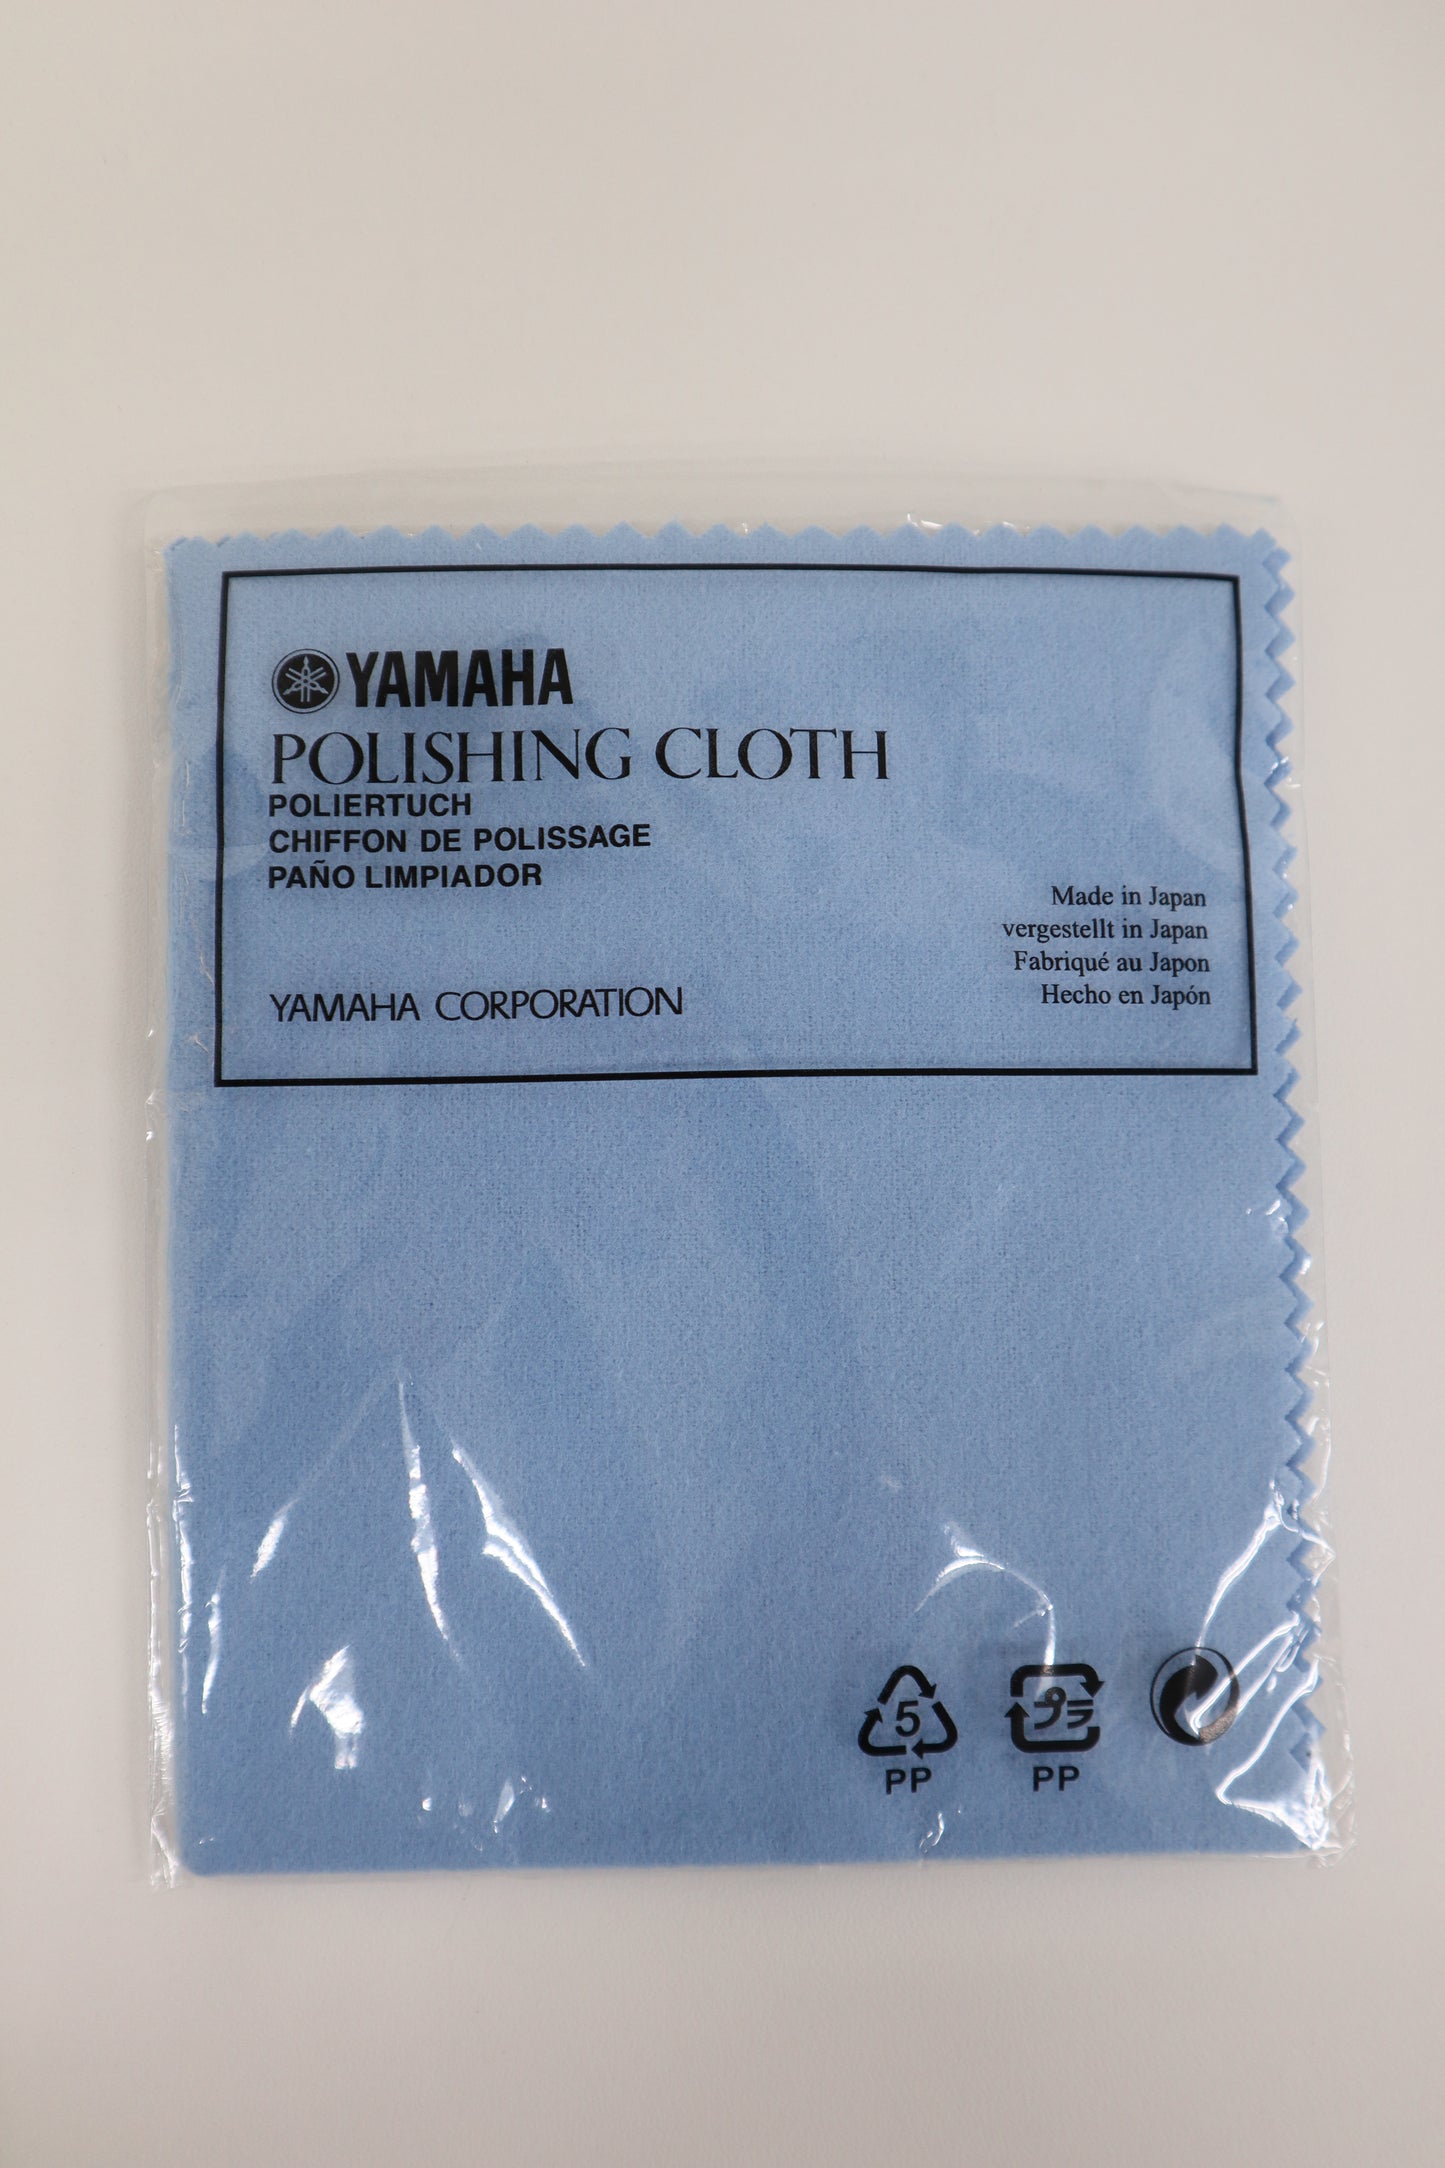 YAMAHA
POLISHING CLOTH
POLIERTUCH
CHIFFON DE POLISSAGE
PAÑO LIMPIADOR
Made in Japan
vergestellt in Japan
Fabriqué au Japon
Hecho en Japón
YAMAHA CORPORATION
5
PP
プラ
PP